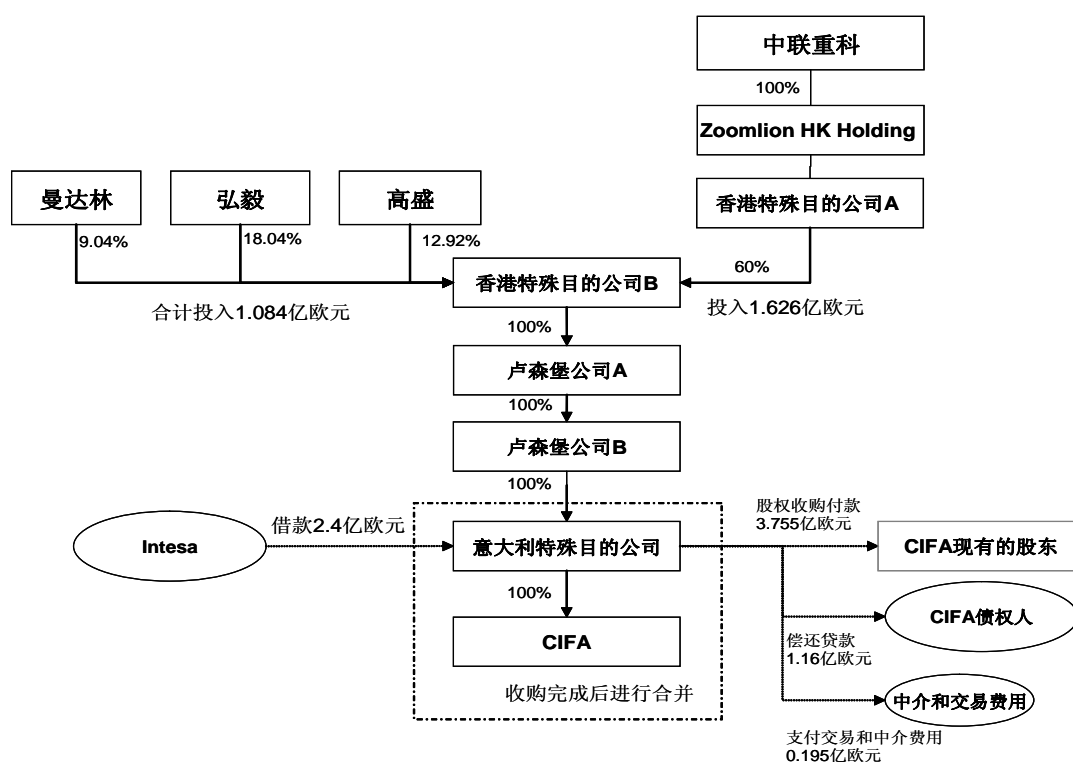 中联重科
100%
Zoomlion HK Holding
曼达林
弘毅
高盛
香港特殊目的公司A
9.04%
18.04%
12.92%
60%
香港特殊目的公司B
合计投入1.084亿欧元
投入1.626亿欧元
100%
卢森堡公司A
100%
卢森堡公司B
100%
股权收购付款
3.755亿欧元
借款2.4亿欧元
Intesa
意大利特殊目的公司
CIFA现有的股东
100%
CIFA债权人
CIFA
偿还贷款
1.16亿欧元
收购完成后进行合并
中介和交易费用
支付交易和中介费用
0.195亿欧元